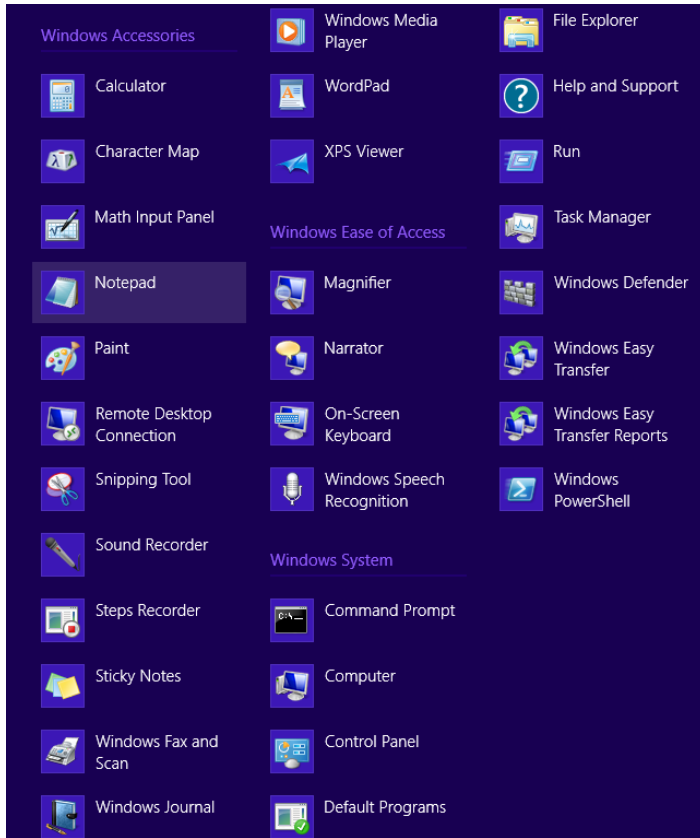 Windows Accessories
Calculator
Character Map
Math Input Panel
Notepad
Paint
Remote Desktop
Connection
Snipping Tool
Sound Recorder
Steps Recorder
Sticky Notes
Windows Fax and
Scan
Windows Journal
Windows Media
Player
WordPad
XPS Viewer
Windows Ease of Access
Magnifier
Narrator
On-Screen
Keyboard
Windows Speech
Recognition
Windows System
C:\_
Command Prompt
Computer
Control Panel
Default Programs
File Explorer
Help and Support
Run
Task Manager
Windows Defender
Windows Easy
Transfer
Windows Easy
Transfer Reports
Windows
PowerShell